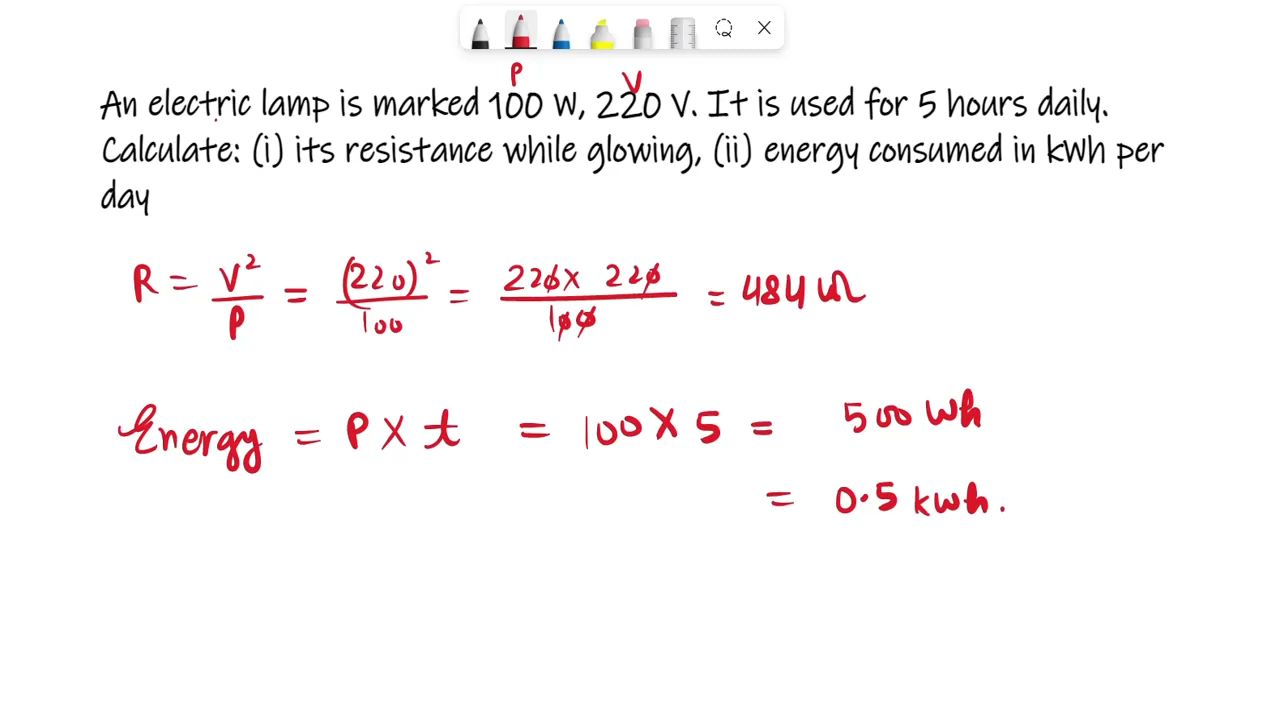 P V
An electric lamp is marked 100 W, 220 V. It is used for 5 hours daily.
Calculate: (i) its resistance while glowing, (ii) energy consumed in kWh per
day
R = V²/P = (220)²/100 = 220 x 220/100 = 484 Ω
Energy = P x t = 100 x 5 = 500 Wh
= 0.5 kwh.